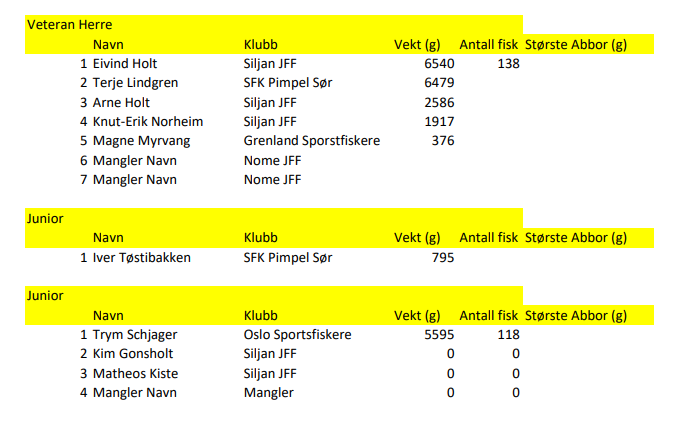 Veteran Herre
Navn Klubb Vekt (g) Antall fisk Største Abbor (g)
1 Eivind Holt Siljan JFF 6540 138
2 Terje Lindgren SFK Pimpel Sør 6479
3 Arne Holt Siljan JFF 2586
4 Knut-Erik Norheim Siljan JFF 1917
5 Magne Myrvang Grenland Sporstfiskere 376
6 Mangler Navn Nome JFF
7 Mangler Navn Nome JFF
Junior
Navn Klubb Vekt (g) Antall fisk Største Abbor (g)
1 Iver Tøstibakken SFK Pimpel Sør 795
Junior
Navn Klubb Vekt (g) Antall fisk Største Abbor (g)
1 Trym Schjager Oslo Sportsfiskere 5595 118
2 Kim Gonsholt Siljan JFF 0 0
3 Matheos Kiste Siljan JFF 0 0
4 Mangler Navn Mangler 0 0